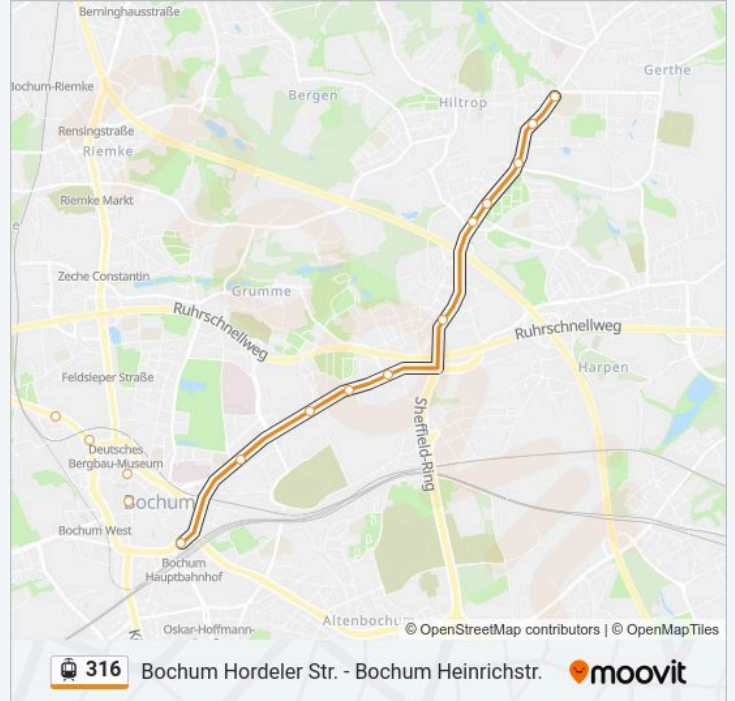 Berninghausstraße
Gerthe
Bochum-Riemke
Bergen
Hiltrop
Rensingstraße
Riemke
Riemke Markt
e
Zeche Constantin
Grumme
Ruhrschnellweg
Ruhrschnellweg
Harpen
Feldsieper Straße
Sheffield-Ring
Deutsches
Bergbau-Museum
Bochum
Bochum West
Bochum
Hauptbahnhof
Altenbochum
Oskar-Hoffmann-
© OpenStreetMap contributors | © OpenMapTiles
316 Bochum Hordeler Str. - Bochum Heinrichstr. moovit